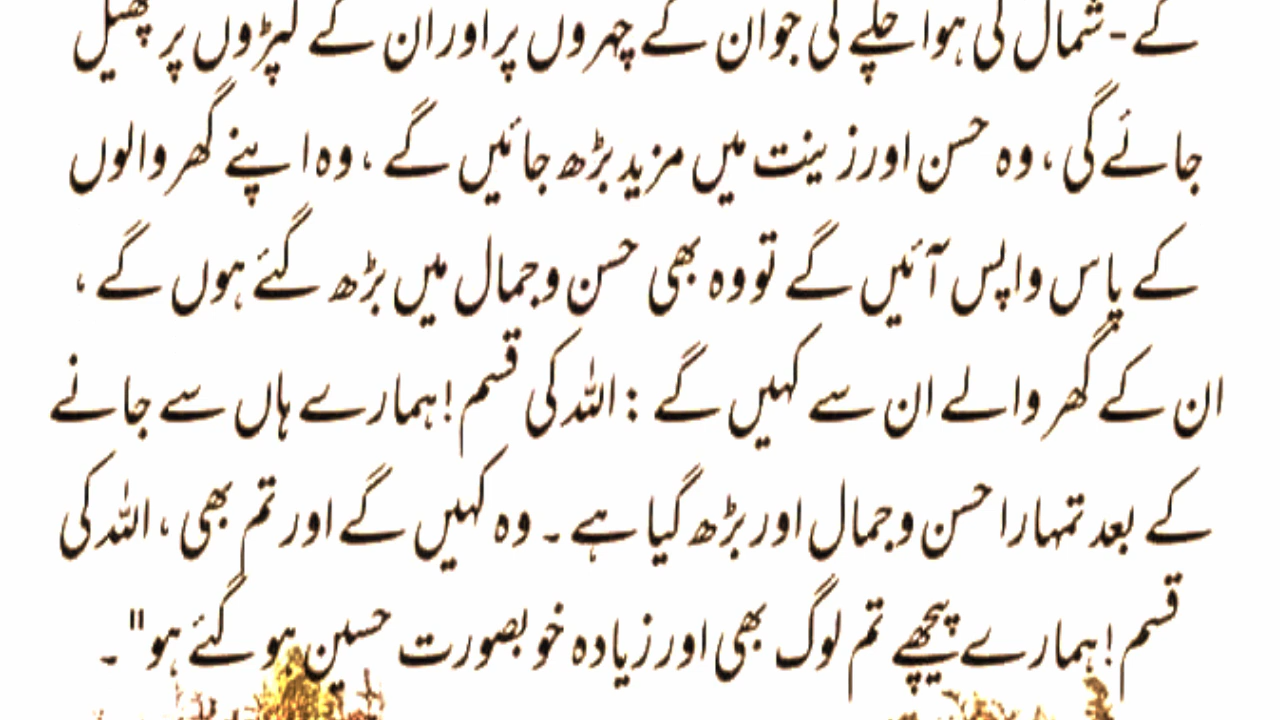 کے - شمال کی ہوا چلے گی جو ان کے چہروں پر اور ان کے کپڑوں پر پھیل
جائے گی ، وہ حسن اور زینت میں مزید بڑھ جائیں گے ، وہ اپنے گھر والوں
کے پاس واپس آئیں گے تو وہ بھی حسن و جمال میں بڑھ گئے ہوں گے ،
ان کے گھر والے ان سے کہیں گے : اللہ کی قسم ! ہمارے ہاں سے جانے
کے بعد تمہارا حسن و جمال اور بڑھ گیا ہے ۔ وہ کہیں گے اور تم بھی ، اللہ کی
قسم ! ہمارے پیچھے تم لوگ بھی اور زیادہ خوبصورت حسین ہو گئے ہو" ۔